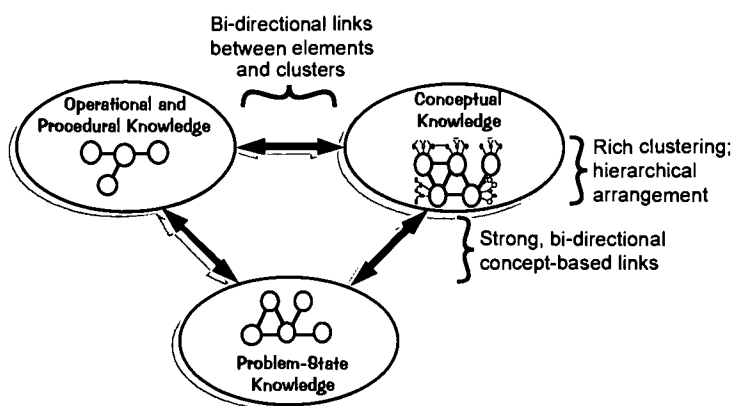 Bi-directional links
between elements
and clusters
Operational and
Procedural Knowledge
Conceptual
Knowledge
Rich clustering;
hierarchical
arrangement
Strong, bi-directional
concept-based links
Problem-State
Knowledge